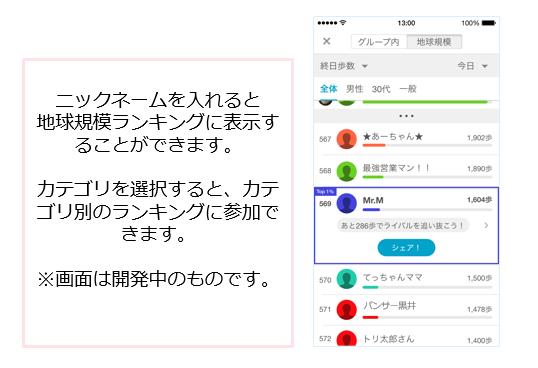 ニックネームを入れると
地球規模ランキングに表示す
ることができます。
カテゴリを選択すると、カテ
ゴリ別のランキングに参加で
きます。
※画面は開発中のものです。
13:00
100%
× グループ内 地球規模
終日歩数 ▼ 今日 ▼
全体 男性 30代 一般
•••
567 ★あーちゃん★ 1,902歩
568 最強営業マン!! 1,890歩
Top 1%
569 Mr.M 1,604歩
あと286歩でライバルを追い抜こう!
シェア!
570 てっちゃんママ 1,500歩
571 パンサー黒井 1,478歩
572 トリ太郎さん 1,400歩